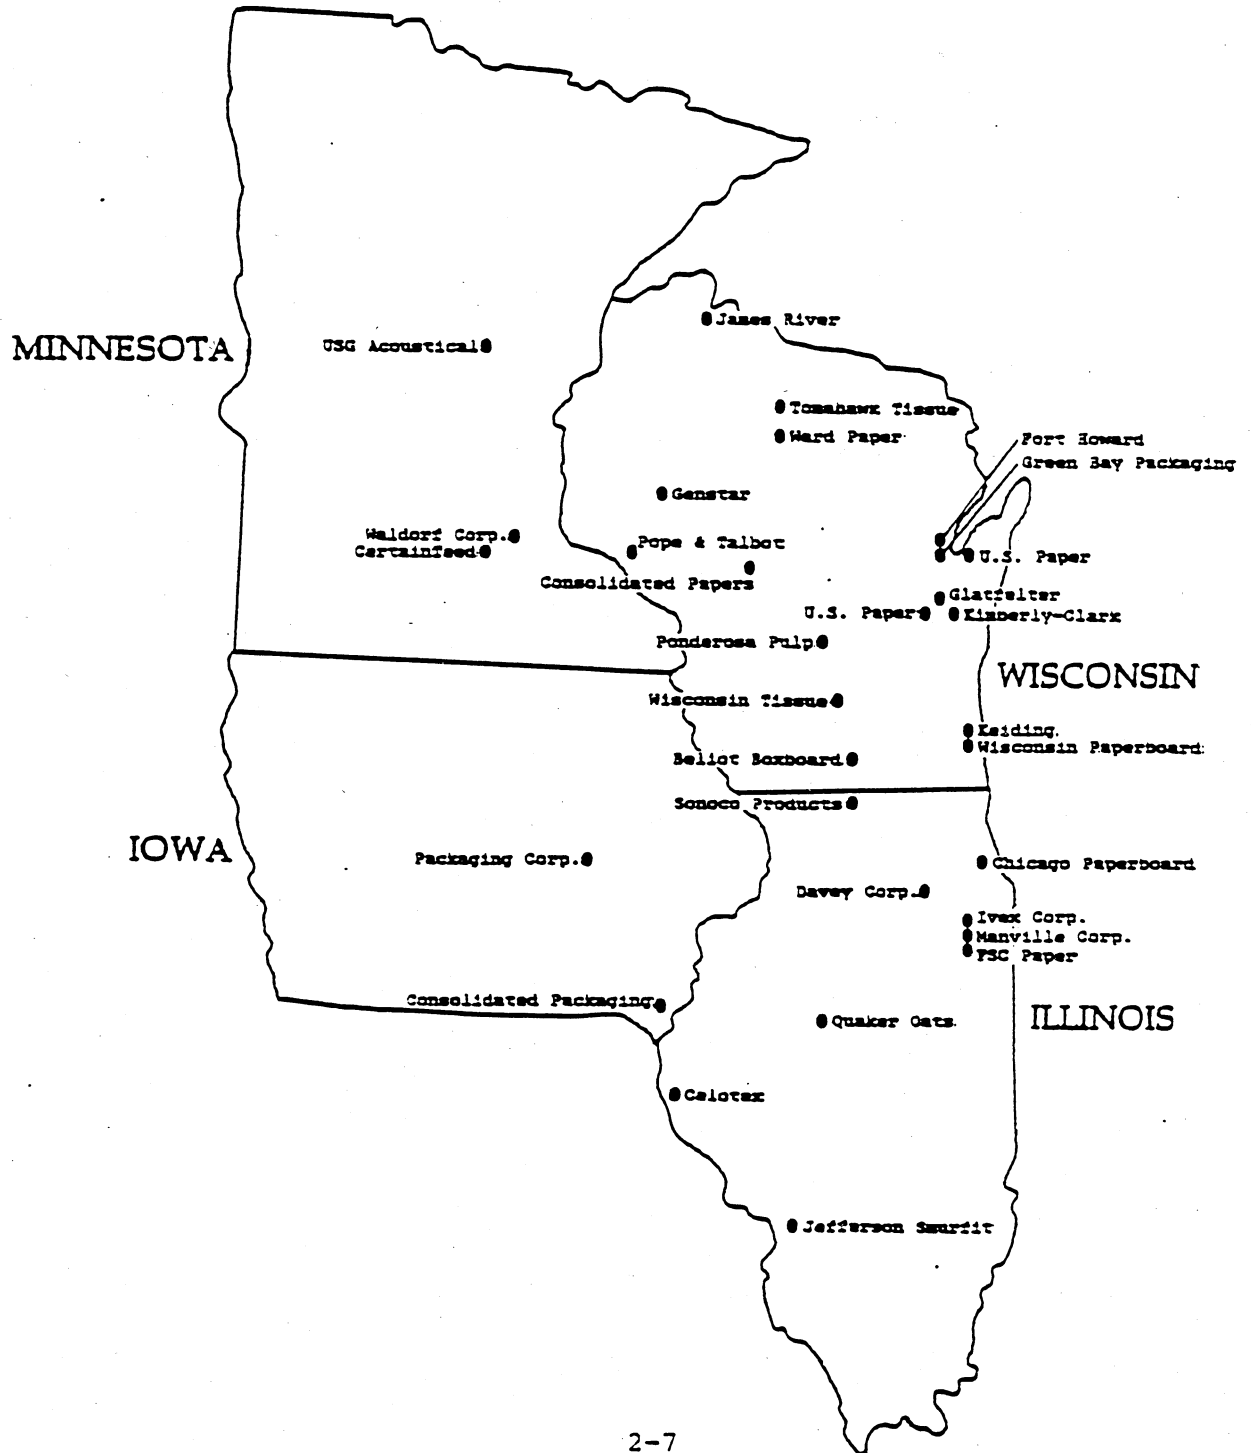 James River
MINNESOTA
USG Acoustical
Tomahawk Tissue
Ward Paper
Fort Howard
Green Bay Packaging
Genstar
Waldorf Corp.
Certainteed
Pope & Talbot
U.S. Paper
Consolidated Papers
Glatfelter
U.S. Paper
Kimberly-Clark
Ponderosa Pulp
WISCONSIN
Wisconsin Tissue
Keiding
Wisconsin Paperboard
Beliot Boxboard
Sonoco Products
IOWA
Packaging Corp.
Chicago Paperboard
Davey Corp.
Ivex Corp.
Manville Corp.
FSC Paper
Consolidated Packaging
Quaker Oats
ILLINOIS
Celotex
Jefferson Smurfit
2-7